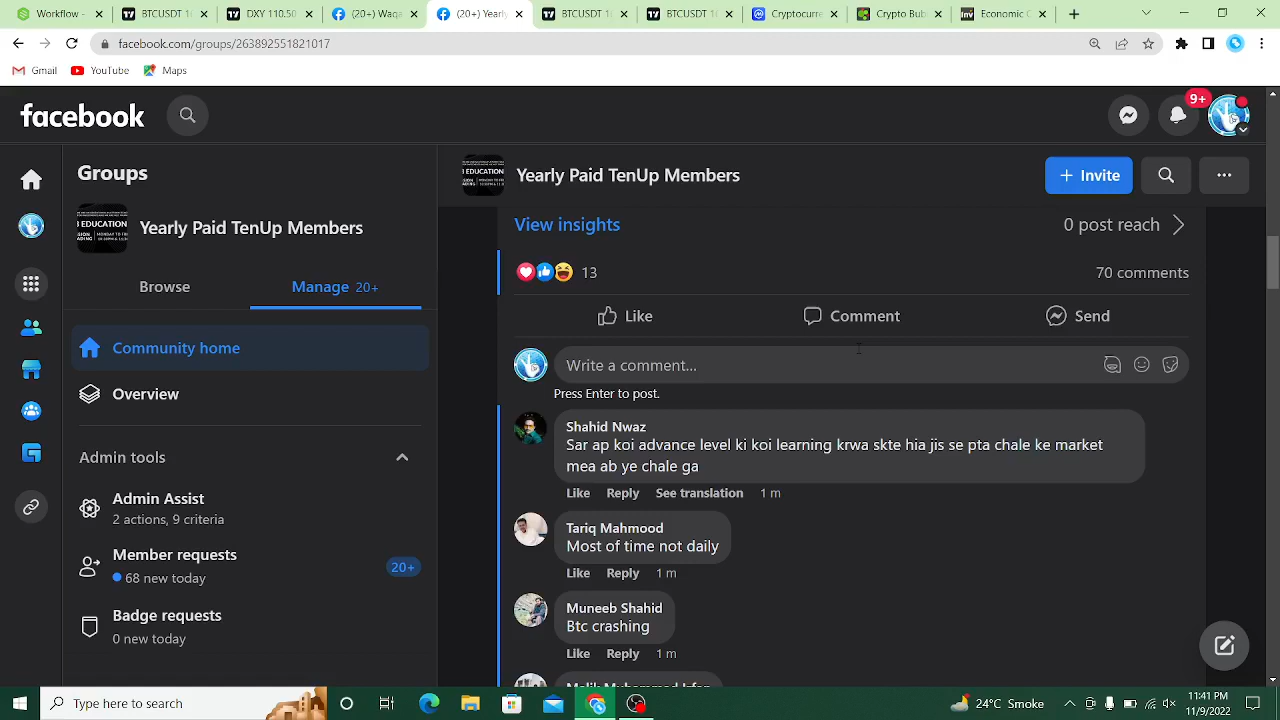 Workflow -
BTCUSDT 1
DXY 110.50
(20+) Waqa
(20+) Yearly
BTCUSDT 1
BTCUSDT 1
Cryptocurre
Crypto Bub
Economic C
facebook.com/groups/263892551821017
Gmail
YouTube
Maps
facebook
9+
Groups
Yearly Paid TenUp Members
Invite
Yearly Paid TenUp Members
Browse
Manage 20+
Community home
Overview
Admin tools
Admin Assist
2 actions, 9 criteria
Member requests
68 new today
20+
Badge requests
0 new today
View insights
0 post reach
13
70 comments
Like
Comment
Send
Write a comment...
Press Enter to post.
Shahid Nwaz
Sar ap koi advance level ki koi learning krwa skte hia jis se pta chale ke market
mea ab ye chale ga
Like Reply See translation 1 m
Tariq Mahmood
Most of time not daily
Like Reply 1 m
Muneeb Shahid
Btc crashing
Like Reply 1 m
Type here to search
26°C Smoke
11:41 PM
11/9/2022